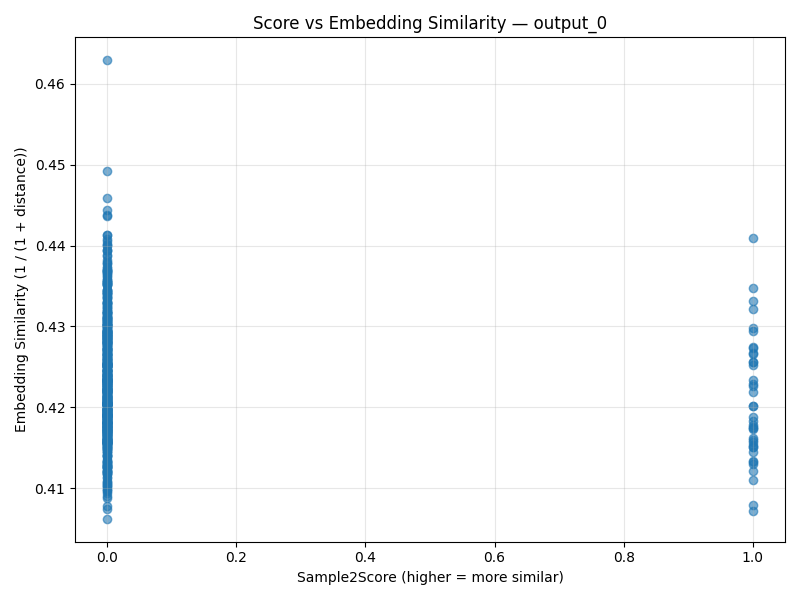 Score vs Embedding Similarity — output_0
Embedding Similarity (1 / (1 + distance))
0.46
0.45
0.44
0.43
0.42
0.41
0.0 0.2 0.4 0.6 0.8 1.0
Sample2Score (higher = more similar)